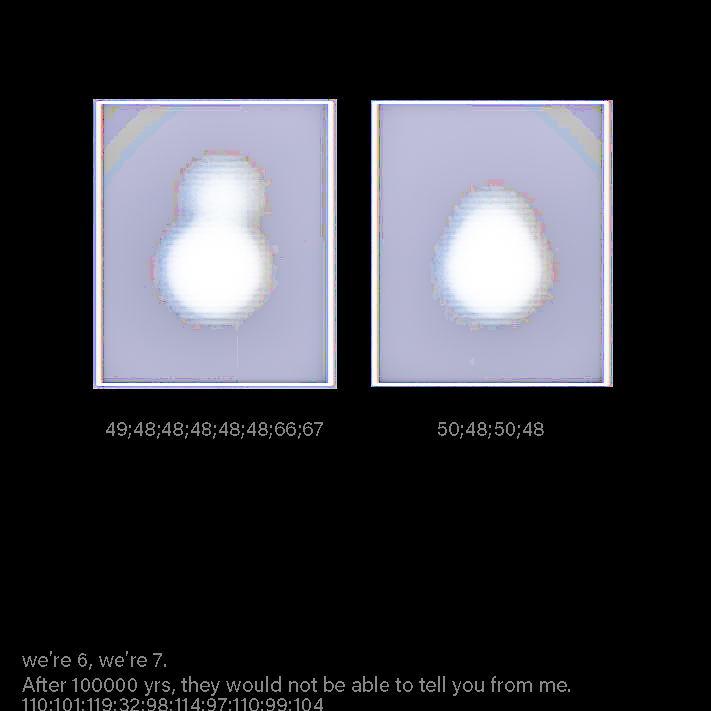 49;48;48;48;48;48;66;67
50;48;50;48
we're 6, we're 7.
After 100000 yrs, they would not be able to tell you from me.
110;101;119;32;98;114;97;110;99;104